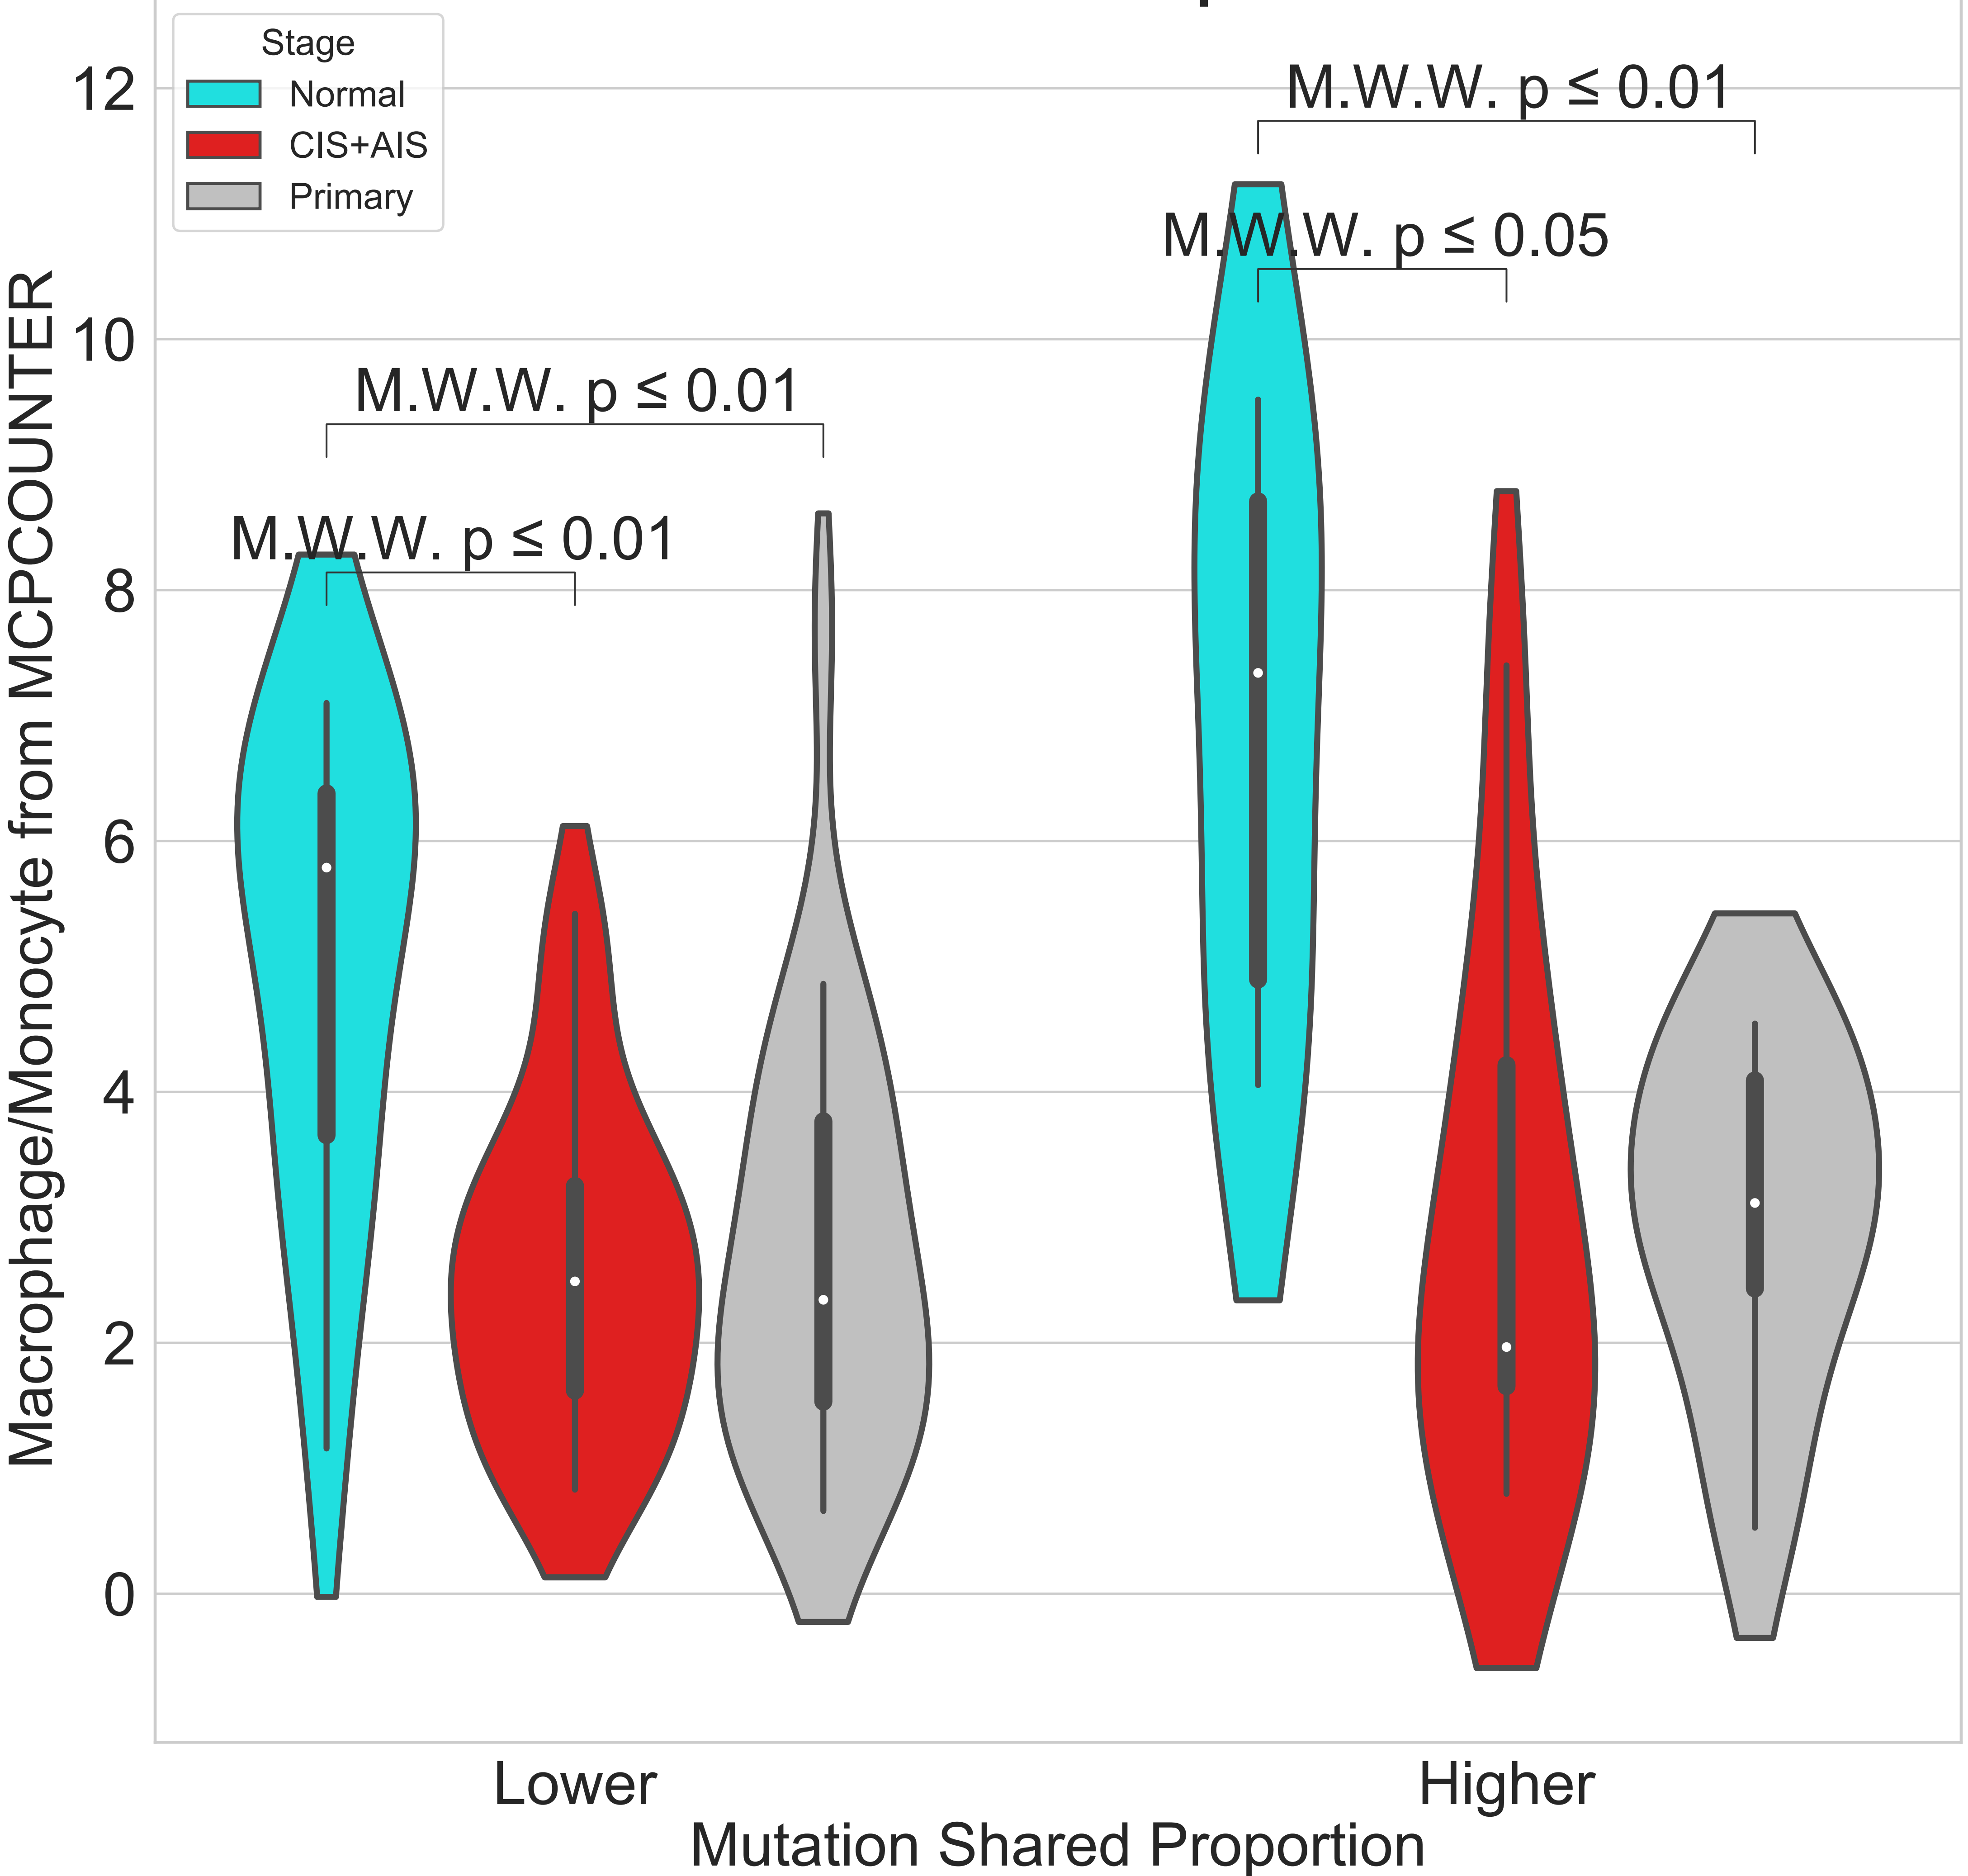 Stage
Normal
CIS+AIS
Primary
12
10
8
6
4
2
0
Macrophage/Monocyte from MCPCOUNTER
M.W.W. p ≤ 0.01
M.W.W. p ≤ 0.05
M.W.W. p ≤ 0.01
M.W.W. p ≤ 0.01
Lower
Higher
Mutation Shared Proportion